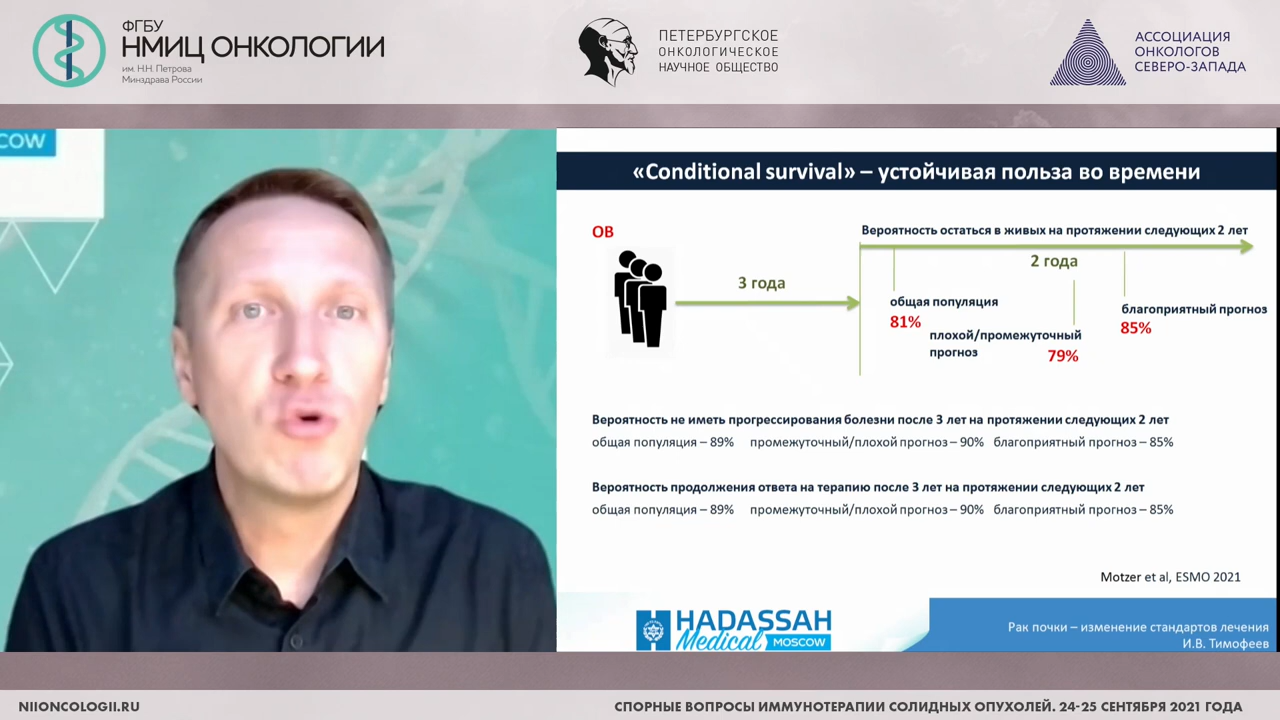 ФГБУ
НМИЦ ОНКОЛОГИИ
им. Н.Н. Петрова
Минздрава России
ПЕТЕРБУРГСКОЕ
ОНКОЛОГИЧЕСКОЕ
НАУЧНОЕ ОБЩЕСТВО
АССОЦИАЦИЯ
ОНКОЛОГОВ
СЕВЕРО-ЗАПАДА
COW
«Conditional survival» – устойчивая польза во времени
ОВ
Вероятность остаться в живых на протяжении следующих 2 лет
3 года
2 года
общая популяция
81%
плохой/промежуточный
прогноз
79%
благоприятный прогноз
85%
Вероятность не иметь прогрессирования болезни после 3 лет на протяжении следующих 2 лет
общая популяция – 89% промежуточный/плохой прогноз – 90% благоприятный прогноз – 85%
Вероятность продолжения ответа на терапию после 3 лет на протяжении следующих 2 лет
общая популяция – 89% промежуточный/плохой прогноз – 90% благоприятный прогноз – 85%
Motzer et al, ESMO 2021
HADASSAH
Medical MOSCOW
Рак почки – изменение стандартов лечения
И.В. Тимофеев
NIIONCOLOGII.RU
СПОРНЫЕ ВОПРОСЫ ИММУНОТЕРАПИИ СОЛИДНЫХ ОПУХОЛЕЙ. 24-25 СЕНТЯБРЯ 2021 ГОДА